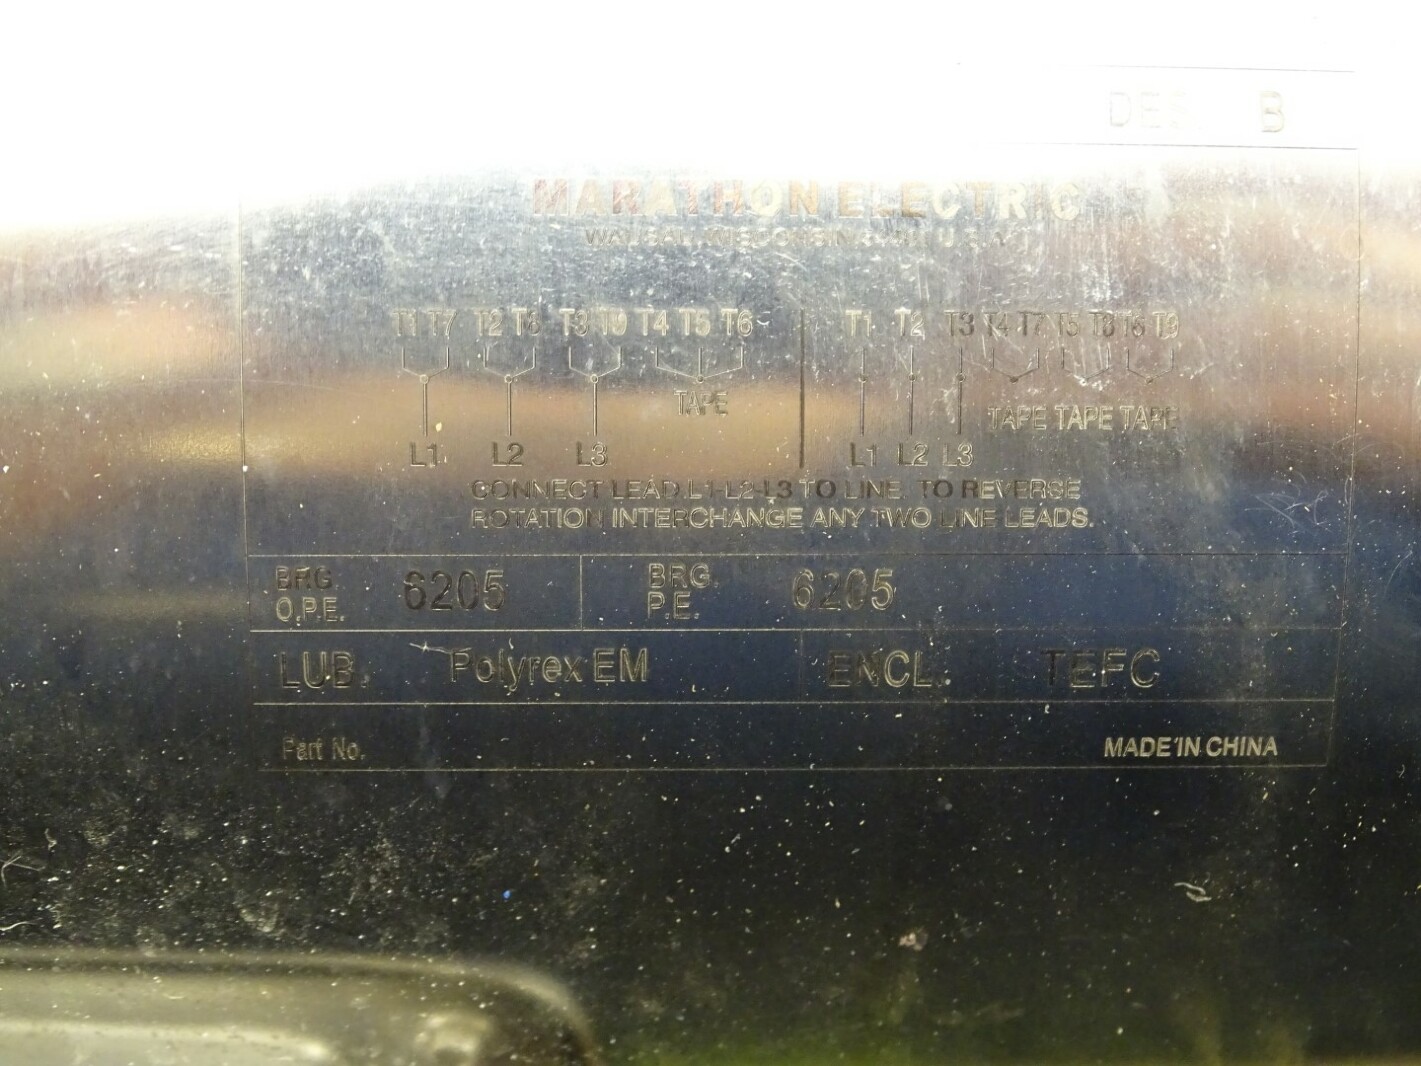 DES B
MARATHON ELECTRIC
WAUSAU, WISCONSIN U.S.A.
T1 T7 T2 T8 T3 T9 T4 T5 T6 T1 T2 T3 T4 T7 T5 T8 T6 T9
TAPE TAPE TAPE TAPE
L1 L2 L3 L1 L2 L3
CONNECT LEAD L1-L2-L3 TO LINE. TO REVERSE
ROTATION INTERCHANGE ANY TWO LINE LEADS.
BRG. O.P.E. 6205 BRG. P.E. 6205
LUB. Polyrex EM ENCL. TEFC
Part No. MADE IN CHINA